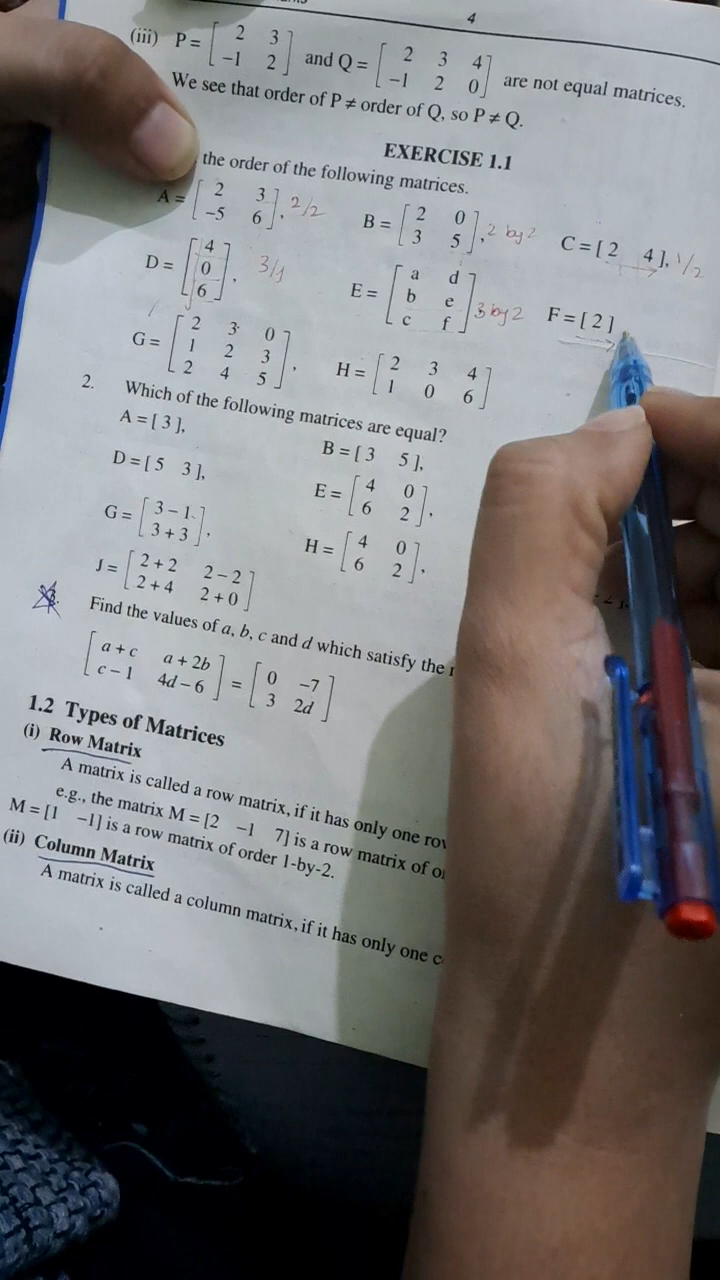 4
(iii) P = [ 2 3 ] and Q = [ 2 3 4 ] are not equal matrices.
[ -1 2 ] [ -1 2 0 ]
We see that order of P ≠ order of Q, so P ≠ Q.
EXERCISE 1.1
the order of the following matrices.
A = [ 2 3 ], 2/2 B = [ 2 0 ], 2 by 2 C = [ 2 4 ], 1/2
[ -5 6 ] [ 3 5 ]
D = [ 4 ], 3/1 E = [ a d ] 3 by 2 F = [ 2 ]
[ 0 ] [ b e ]
[ 6 ] [ c f ]
G = [ 2 3 0 ], H = [ 2 3 4 ]
[ 1 2 3 ] [ 1 0 6 ]
[ 2 4 5 ]
2. Which of the following matrices are equal?
A = [ 3 ], B = [ 3 5 ],
D = [ 5 3 ], E = [ 4 0 ],
[ 6 2 ]
G = [ 3 – 1 ], H = [ 4 0 ],
[ 3 + 3 ] [ 6 2 ]
J = [ 2 + 2 2 – 2 ]
[ 2 + 4 2 + 0 ]
3. Find the values of a, b, c and d which satisfy the
[ a + c a + 2b ] = [ 0 -7 ]
[ c – 1 4d – 6 ] [ 3 2d ]
1.2 Types of Matrices
(i) Row Matrix
A matrix is called a row matrix, if it has only one
e.g., the matrix M = [2 -1 7] is a row matrix of
M = [1 -1] is a row matrix of order 1-by-2.
(ii) Column Matrix
A matrix is called a column matrix, if it has only one